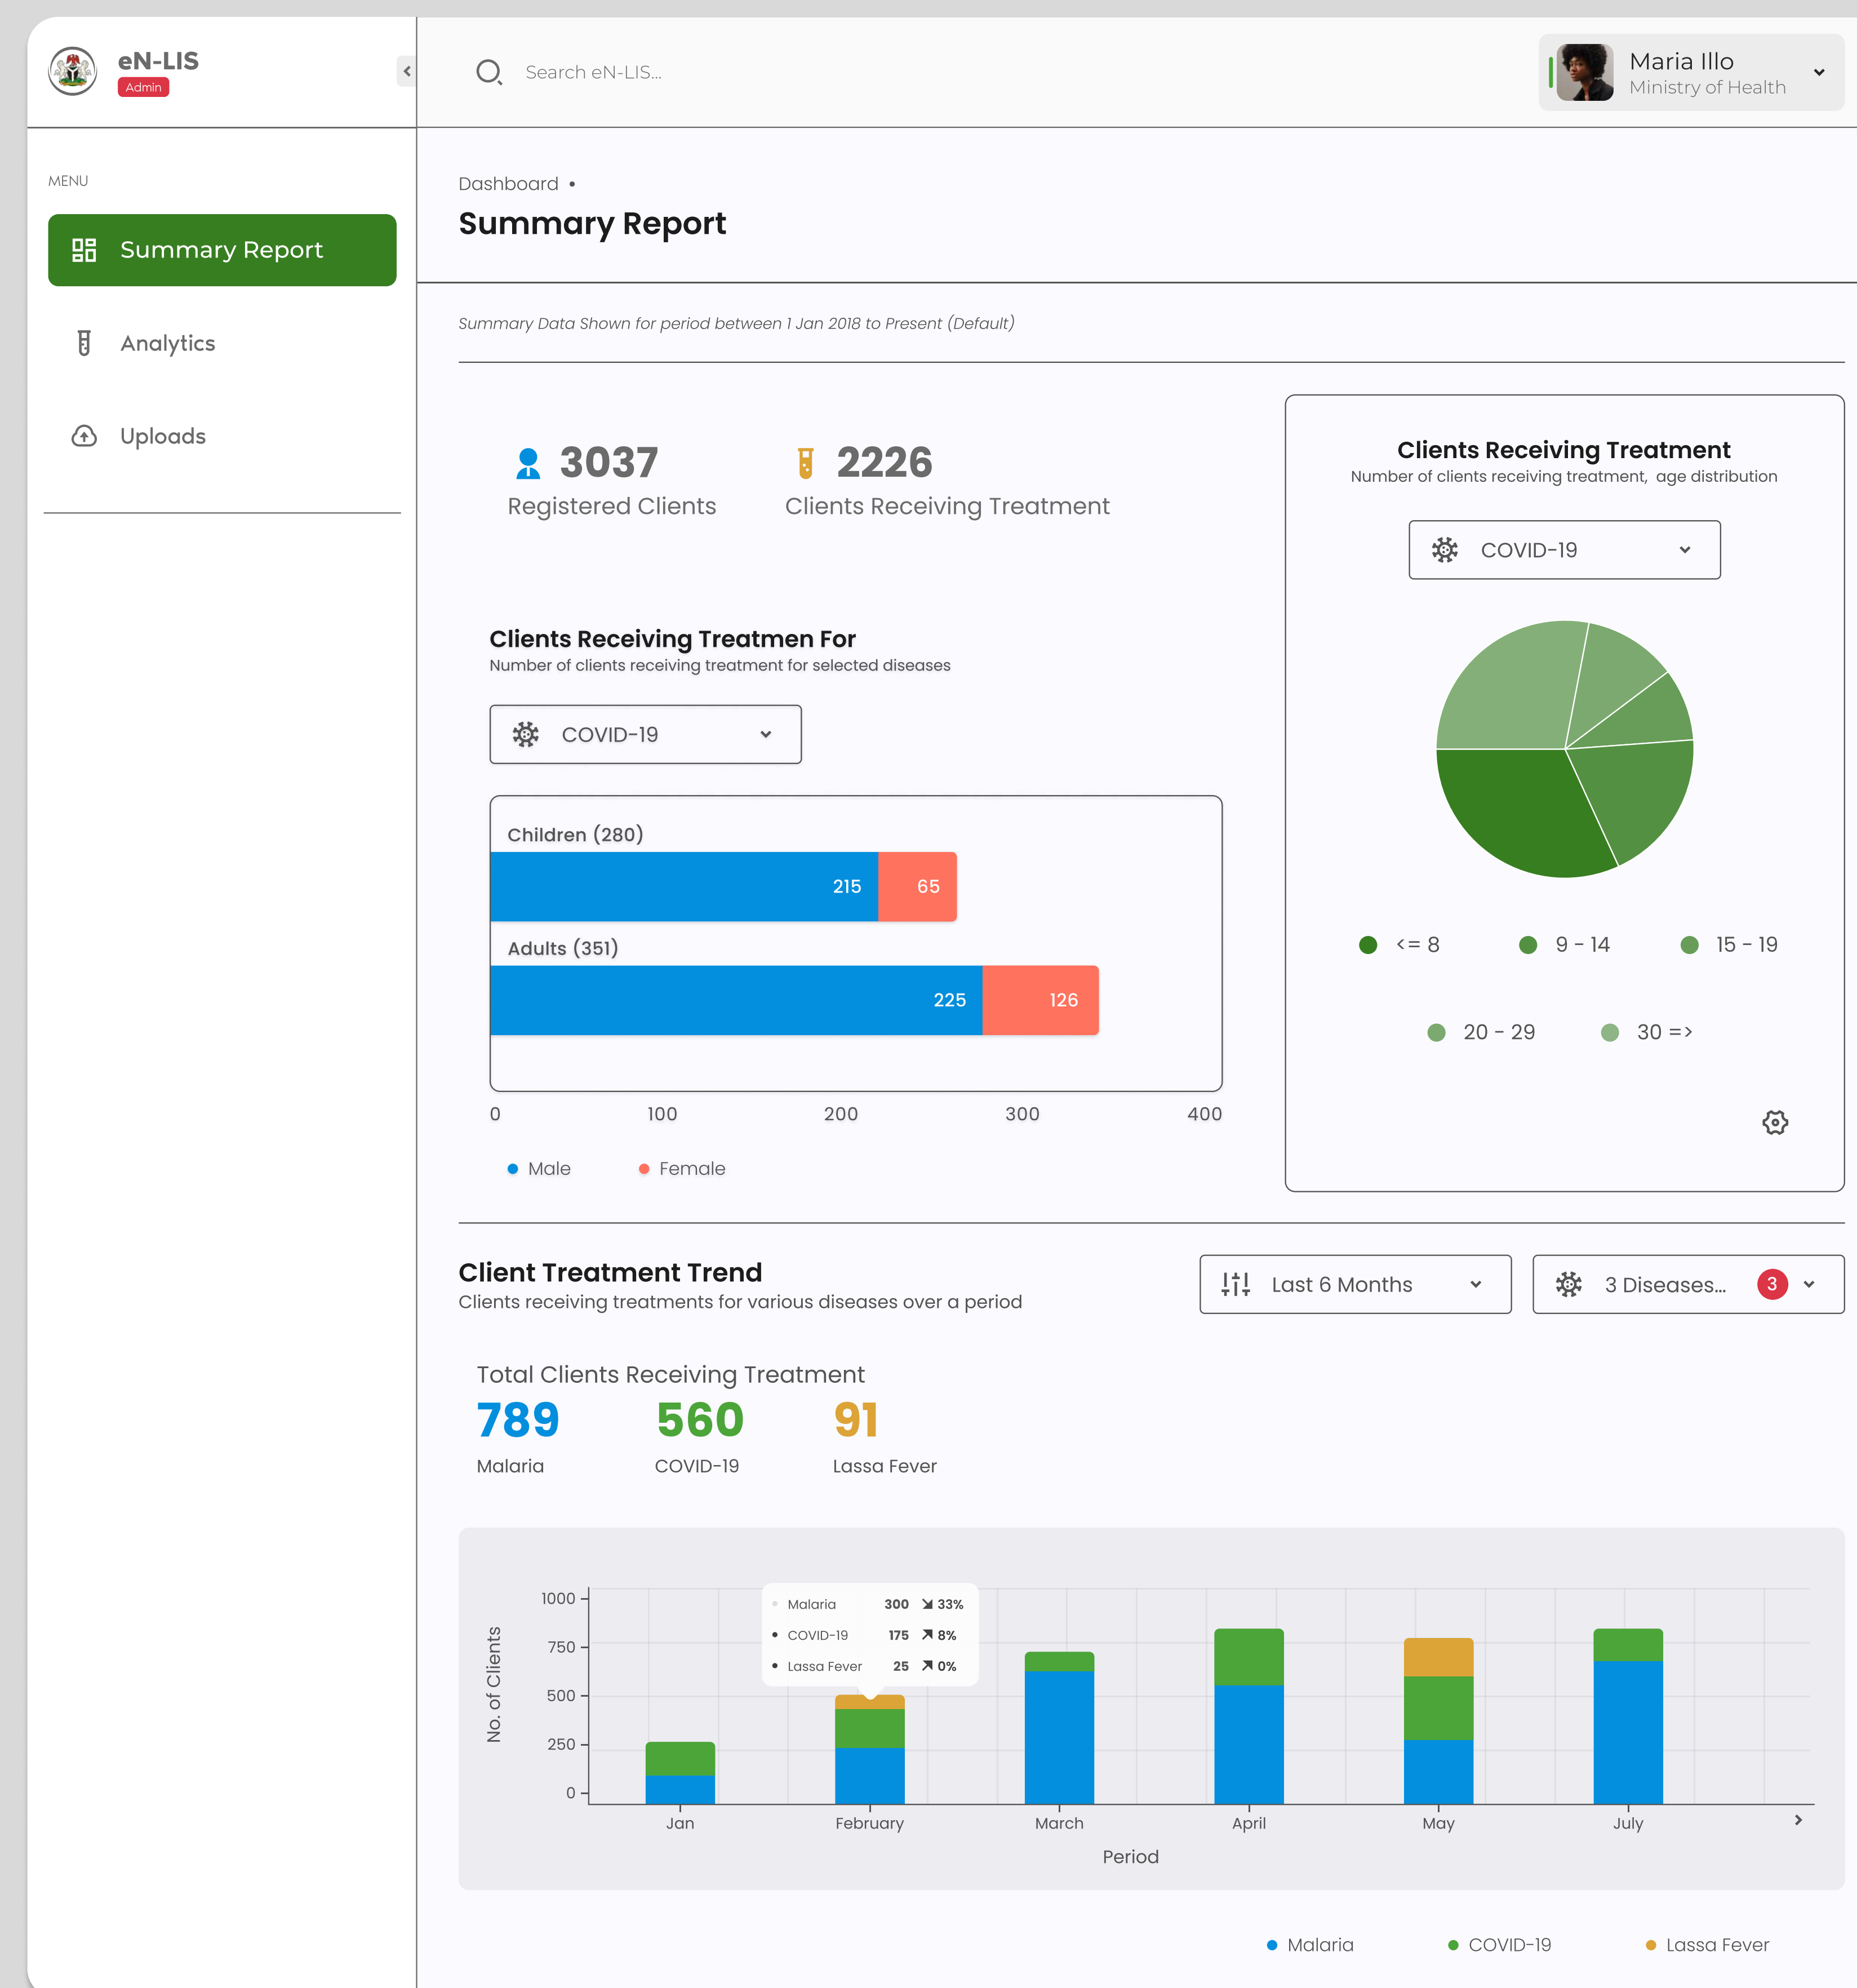 eN-LIS
Admin
Search eN-LIS...
Maria Illo
Ministry of Health
MENU
Summary Report
Analytics
Uploads
Dashboard •
Summary Report
Summary Data Shown for period between 1 Jan 2018 to Present (Default)
3037
Registered Clients
2226
Clients Receiving Treatment
Clients Receiving Treatmen For
Number of clients receiving treatment for selected diseases
COVID-19
Children (280)
215 65
Adults (351)
225 126
0 100 200 300 400
Male Female
Clients Receiving Treatment
Number of clients receiving treatment, age distribution
COVID-19
<= 8 9 - 14 15 - 19
20 - 29 30 =>
Client Treatment Trend
Clients receiving treatments for various diseases over a period
Last 6 Months
3 Diseases... 3
Total Clients Receiving Treatment
789 560 91
Malaria COVID-19 Lassa Fever
No. of Clients
1000
750
500
250
0
Malaria 300 33%
COVID-19 175 8%
Lassa Fever 25 0%
Jan February March April May July
Period
Malaria COVID-19 Lassa Fever